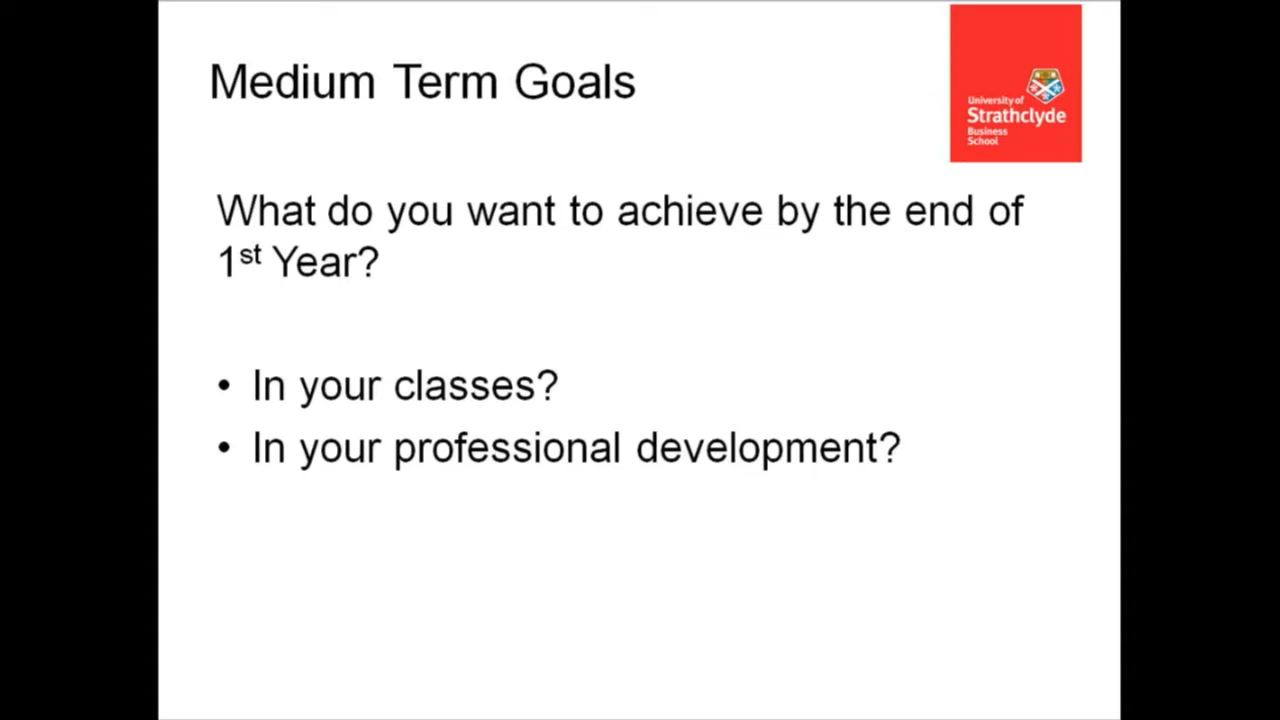 Medium Term Goals
University of
Strathclyde
Business
School
What do you want to achieve by the end of
1st Year?
• In your classes?
• In your professional development?